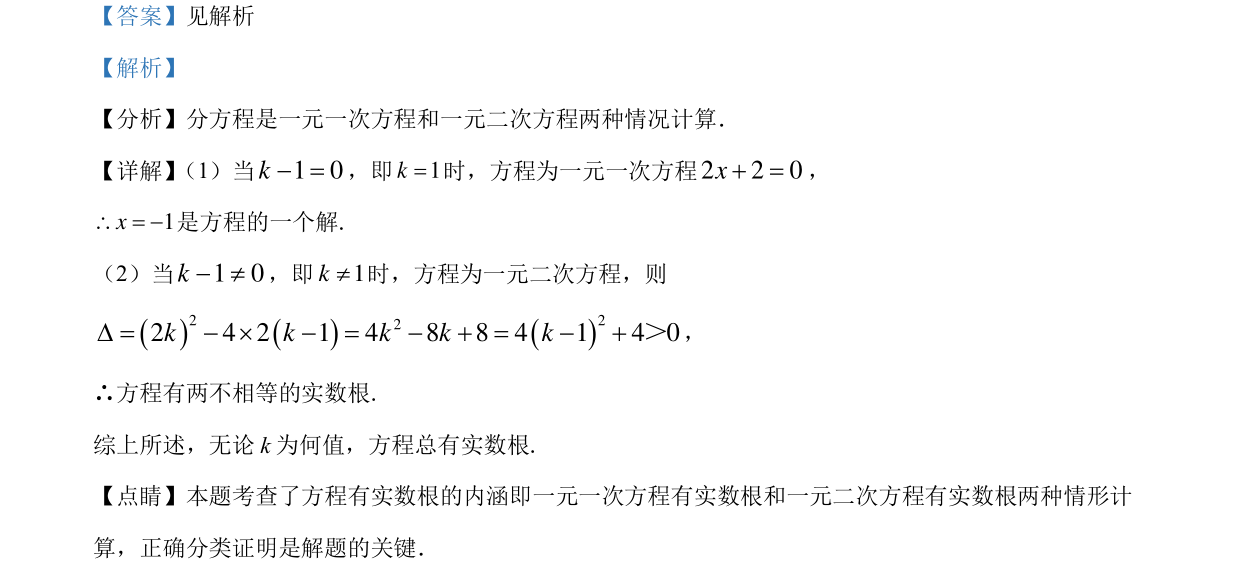 【答案】见解析
【解析】
【分析】分方程是一元一次方程和一元二次方程两种情况计算．
【详解】（1）当 k－1＝0，即 k＝1时，方程为一元一次方程 2x＋2＝0，
∴ x＝－1是方程的一个解.
（2）当 k－1≠0，即 k≠1时，方程为一元二次方程，则
Δ＝(2k)²－4×2(k－1)＝4k²－8k＋8＝4(k－1)²＋4＞0，
∴方程有两不相等的实数根.
综上所述，无论 k 为何值，方程总有实数根.
【点睛】本题考查了方程有实数根的内涵即一元一次方程有实数根和一元二次方程有实数根两种情形计
算，正确分类证明是解题的关键．